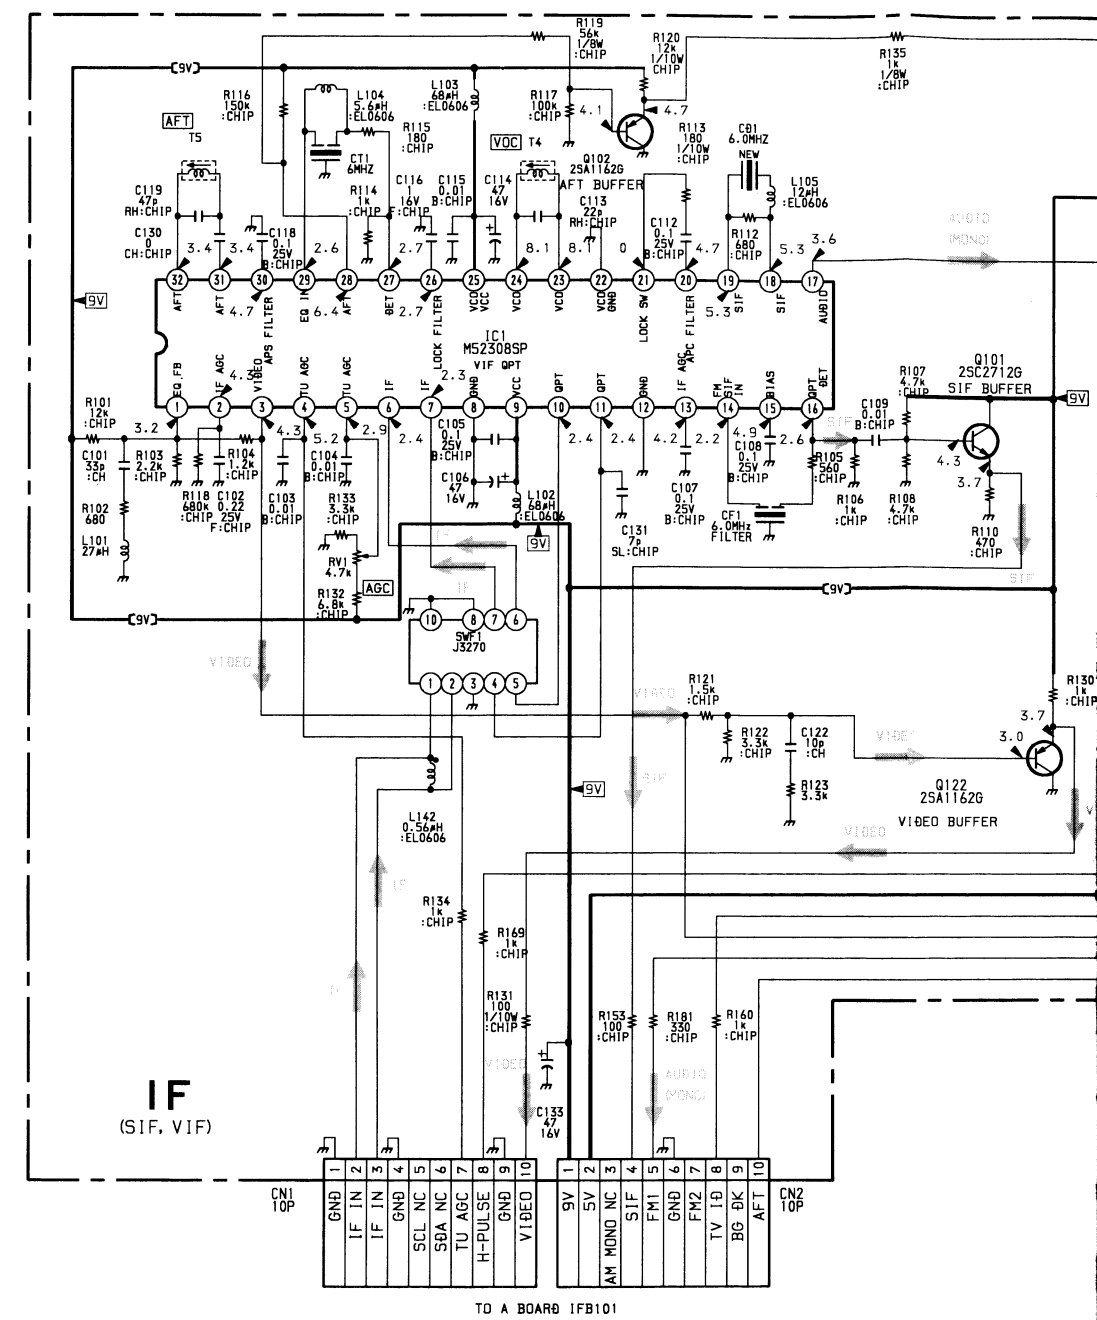 R119
56k
1/8W
:CHIP
R120
12k
1/10W
CHIP
R135
1k
1/8W
:CHIP
9V
R116
150k
:CHIP
L104
5.6μH
:EL0606
L103
68μH
:EL0606
R117
100k
:CHIP
4.1
4.7
AFT
T5
R115
180
:CHIP
VOC
T4
R113
180
1/10W
:CHIP
CD1
6.0MHZ
NEW
CT1
6MHZ
Q102
2SA1162G
AFT BUFFER
C119
47p
RH:CHIP
C130
0
CH:CHIP
R114
1k
:CHIP
C116
1
16V
F:CHIP
C115
0.01
B:CHIP
C114
47
16V
C113
22p
RH:CHIP
L105
12μH
:EL0606
C118
0.1
25V
B:CHIP
C112
0.1
25V
B:CHIP
R112
680
:CHIP
AUDIO
(MONO)
3.4
3.4
2.6
2.7
8.1
8.1
0
4.7
5.3
3.6
32
31
30
29
28
27
26
25
24
23
22
21
20
19
18
17
AFT
AFT
4.7
APS FILTER
EQ IN
6.4
AFT
DET
2.7
LOCK FILTER
VCO
VCC
VCO
VCO
VCO
GND
LOCK SW
APC FILTER
5.3
SIF
SIF
AUDIO
9V
IC1
M52308SP
VIF QPT
EQ FB
IF AGC
4.3
VIDEO
TU AGC
TU AGC
IF
IF
2.3
GND
VCC
QPT
QPT
GND
IF AGC
FM
SIF
IN
BIAS
QPT
DET
1
2
3
4
5
6
7
8
9
10
11
12
13
14
15
16
Q101
2SC2712G
SIF BUFFER
R107
4.7k
:CHIP
9V
R101
12k
:CHIP
3.2
4.3
5.2
2.9
2.4
C105
0.1
25V
B:CHIP
2.4
2.4
4.2
2.2
4.9
2.6
SIF
C109
0.01
B:CHIP
4.3
3.7
C101
33p
:CH
R103
2.2k
:CHIP
R104
1.2k
:CHIP
C104
0.01
B:CHIP
C106
47
16V
C108
0.1
25V
B:CHIP
R105
560
:CHIP
R118
680k
:CHIP
C102
0.22
25V
F:CHIP
C103
0.01
B:CHIP
R133
3.3k
:CHIP
L102
68μH
:EL0606
C107
0.1
25V
B:CHIP
CF1
6.0MHz
FILTER
R106
1k
:CHIP
R108
4.7k
:CHIP
R102
680
L101
27μH
C131
7p
SL:CHIP
R110
470
:CHIP
9V
IF
RV1
4.7k
AGC
IF
SIF
R132
6.8k
:CHIP
9V
9V
10
8
7
6
SWF1
J3270
1
2
3
4
5
VIDEO
VIDEO
R121
1.5k
:CHIP
R130
1k
:CHIP
3.7
R122
3.3k
:CHIP
C122
10p
:CH
VIDEO
3.0
SIF
9V
R123
3.3k
Q122
2SA1162G
VIDEO BUFFER
L142
0.56μH
:EL0606
VIDEO
V
IF
R134
1k
:CHIP
R169
1k
:CHIP
R131
100
1/10W
:CHIP
R153
100
:CHIP
R181
330
:CHIP
R160
1k
:CHIP
VIDEO
AUDIO
(MONO)
IF
(SIF, VIF)
C133
47
16V
CN1
10P
1 2 3 4 5 6 7 8 9 10
GND
IF IN
IF IN
GND
SCL NC
SDA NC
TU AGC
H-PULSE
GND
VIDEO
1 2 3 4 5 6 7 8 9 10
9V
5V
AM MONO NC
SIF
FM1
GND
FM2
TV ID
BG DK
AFT
CN2
10P
TO A BOARD IFB101